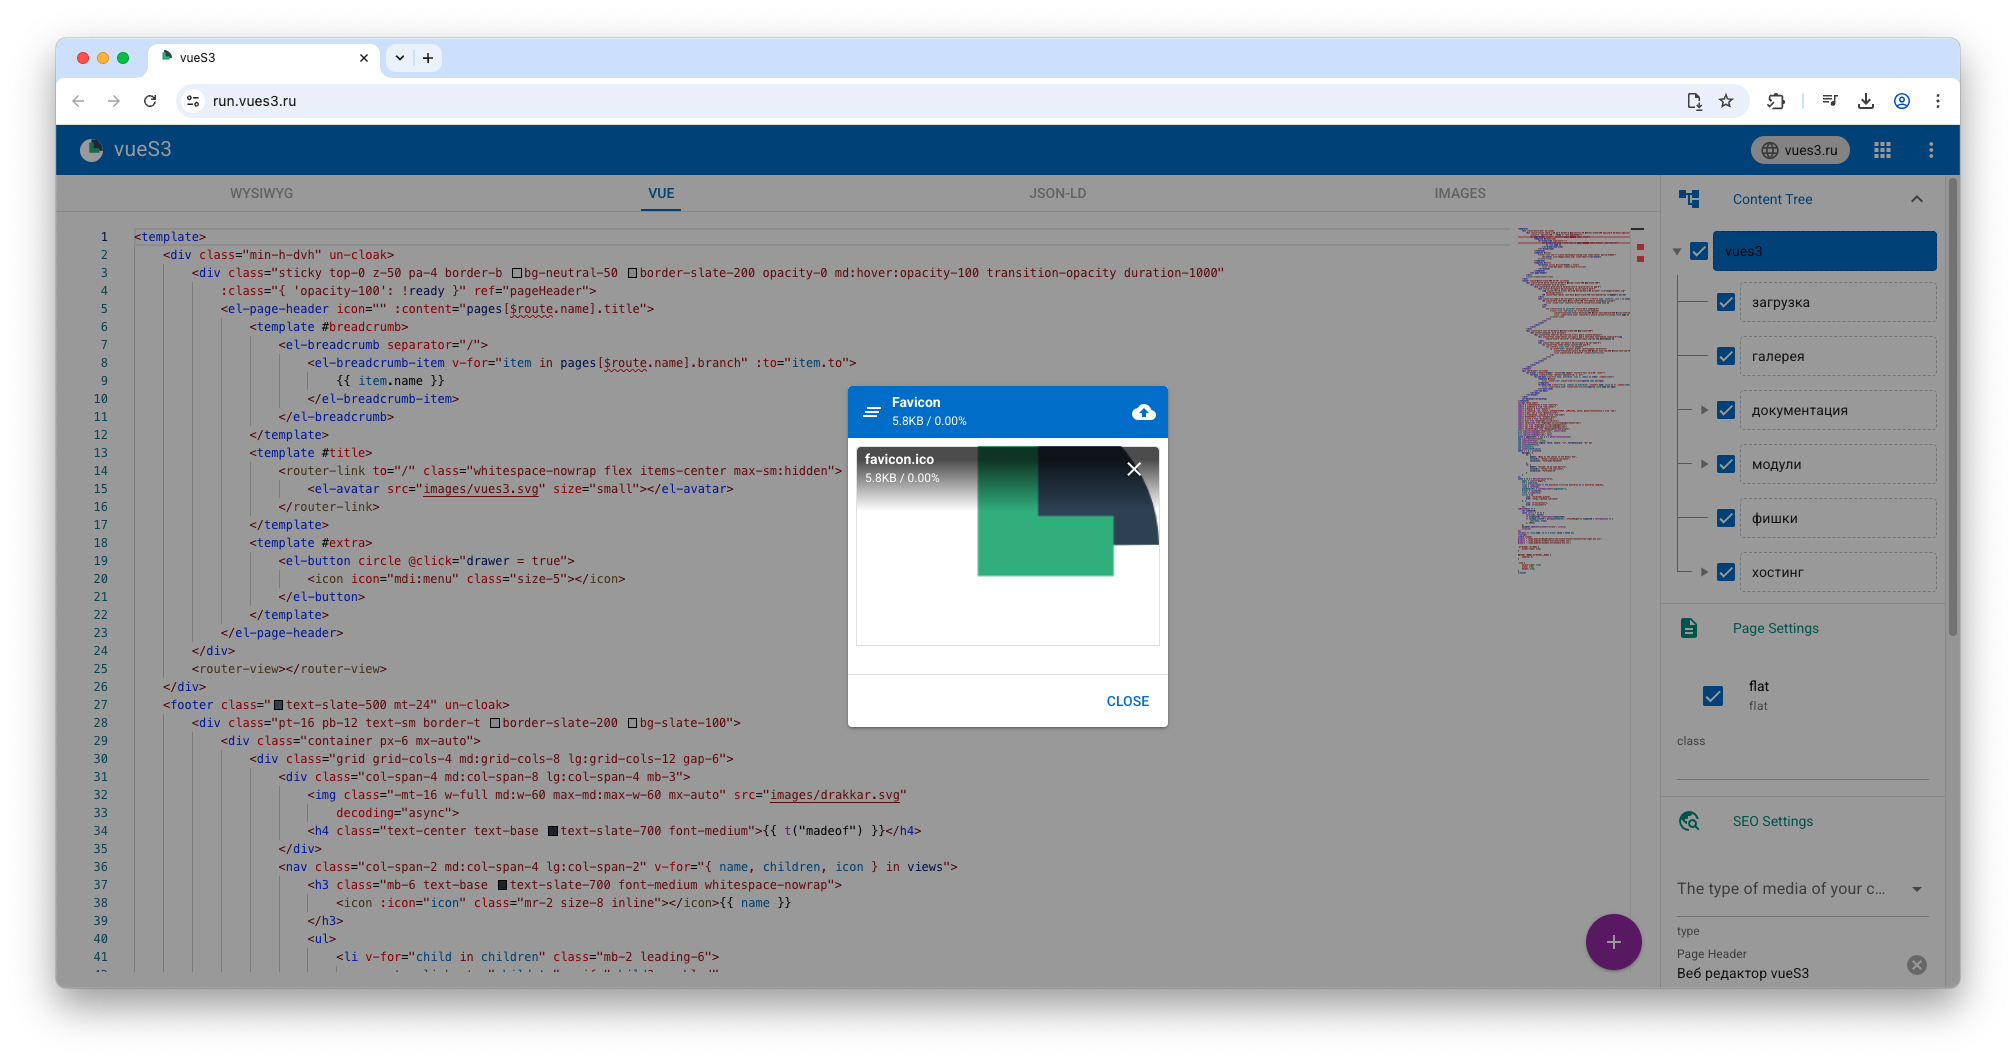 vueS3
run.vues3.ru
vueS3
vues3.ru
WYSIWYG
VUE
JSON-LD
IMAGES
1 <template>
2 <div class="min-h-dvh" un-cloak>
3 <div class="sticky top-0 z-50 pa-4 border-b bg-neutral-50 border-slate-200 opacity-0 md:hover:opacity-100 transition-opacity duration-1000"
4 :class="{ 'opacity-100': !ready }" ref="pageHeader">
5 <el-page-header icon="" :content="pages[$route.name].title">
6 <template #breadcrumb>
7 <el-breadcrumb separator="/">
8 <el-breadcrumb-item v-for="item in pages[$route.name].branch" :to="item.to">
9 {{ item.name }}
10 </el-breadcrumb-item>
11 </el-breadcrumb>
12 </template>
13 <template #title>
14 <router-link to="/" class="whitespace-nowrap flex items-center max-sm:hidden">
15 <el-avatar src="images/vues3.svg" size="small"></el-avatar>
16 </router-link>
17 </template>
18 <template #extra>
19 <el-button circle @click="drawer = true">
20 <icon icon="mdi:menu" class="size-5"></icon>
21 </el-button>
22 </template>
23 </el-page-header>
24 </div>
25 <router-view></router-view>
26 </div>
27 <footer class="text-slate-500 mt-24" un-cloak>
28 <div class="pt-16 pb-12 text-sm border-t border-slate-200 bg-slate-100">
29 <div class="container px-6 mx-auto">
30 <div class="grid grid-cols-4 md:grid-cols-8 lg:grid-cols-12 gap-6">
31 <div class="col-span-4 md:col-span-8 lg:col-span-4 mb-3">
32 <img class="-mt-16 w-full md:w-60 max-md:max-w-60 mx-auto" src="images/drakkar.svg"
33 decoding="async">
34 <h4 class="text-center text-base text-slate-700 font-medium">{{ t("madeof") }}</h4>
35 </div>
36 <nav class="col-span-2 md:col-span-4 lg:col-span-2" v-for="{ name, children, icon } in views">
37 <h3 class="mb-6 text-base text-slate-700 font-medium whitespace-nowrap">
38 <icon :icon="icon" class="mr-2 size-8 inline"></icon>{{ name }}
39 </h3>
40 <ul>
41 <li v-for="child in children" class="mb-2 leading-6">
Favicon
5.8KB / 0.00%
favicon.ico
5.8KB / 0.00%
CLOSE
Content Tree
vues3
загрузка
галерея
документация
модули
фишки
хостинг
Page Settings
flat
flat
class
SEO Settings
The type of media of your c...
type
Page Header
Веб редактор vueS3